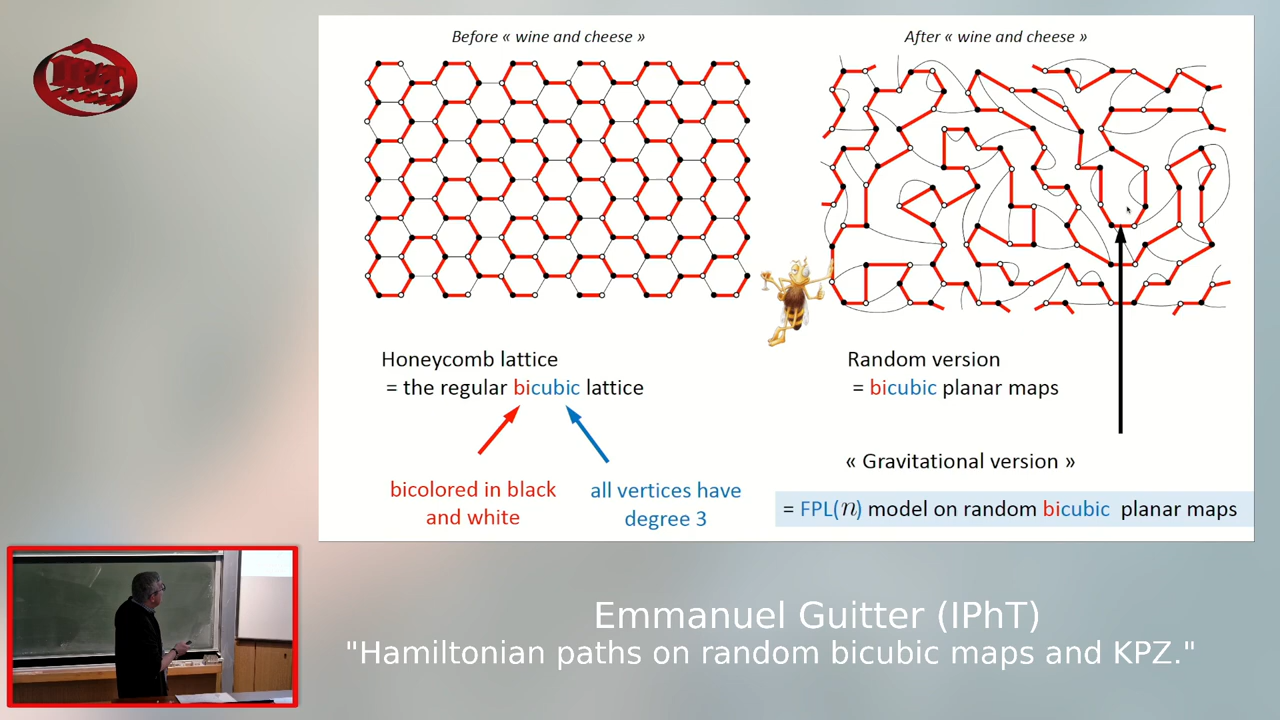 IPhT
Before « wine and cheese »
After « wine and cheese »
Honeycomb lattice
= the regular bicubic lattice
bicolored in black
and white
all vertices have
degree 3
Random version
= bicubic planar maps
« Gravitational version »
= FPL(n) model on random bicubic planar maps
Emmanuel Guitter (IPhT)
"Hamiltonian paths on random bicubic maps and KPZ."